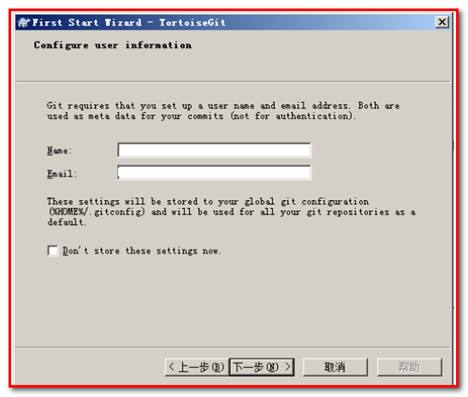 First Start Wizard - TortoiseGit
Configure user information
Git requires that you set up a user name and email address. Both are
used as meta data for your commits (not for authentication).
Name:
Email:
These settings will be stored to your global git configuration
(%HOME%/.gitconfig) and will be used for all your git repositories as a
default.
Don't store these settings now.
< 上一步(B) 下一步(N) > 取消 帮助